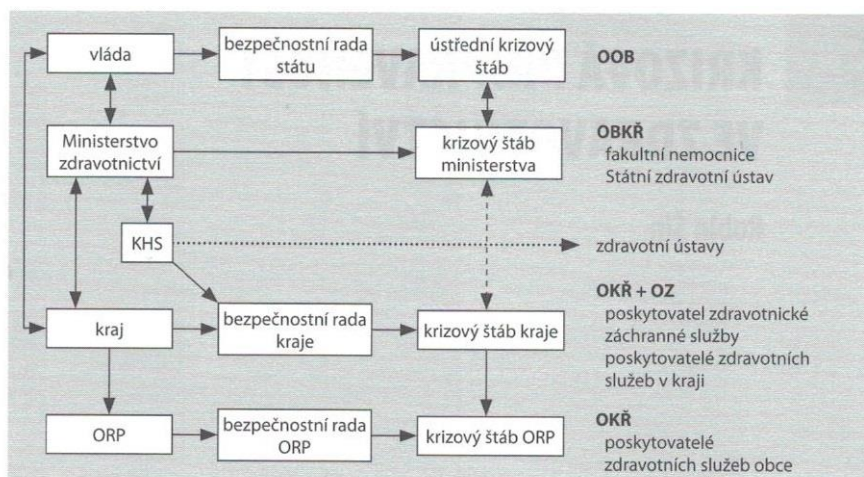 vláda
bezpečnostní rada
státu
ústřední krizový
štáb
OOB
Ministerstvo
zdravotnictví
krizový štáb
ministerstva
OBKŘ
fakultní nemocnice
Státní zdravotní ústav
KHS
zdravotní ústavy
kraj
bezpečnostní rada
kraje
krizový štáb kraje
OKŘ + OZ
poskytovatel zdravotnické
záchranné služby
poskytovatelé zdravotních
služeb v kraji
ORP
bezpečnostní rada
ORP
krizový štáb ORP
OKŘ
poskytovatelé
zdravotních služeb obce